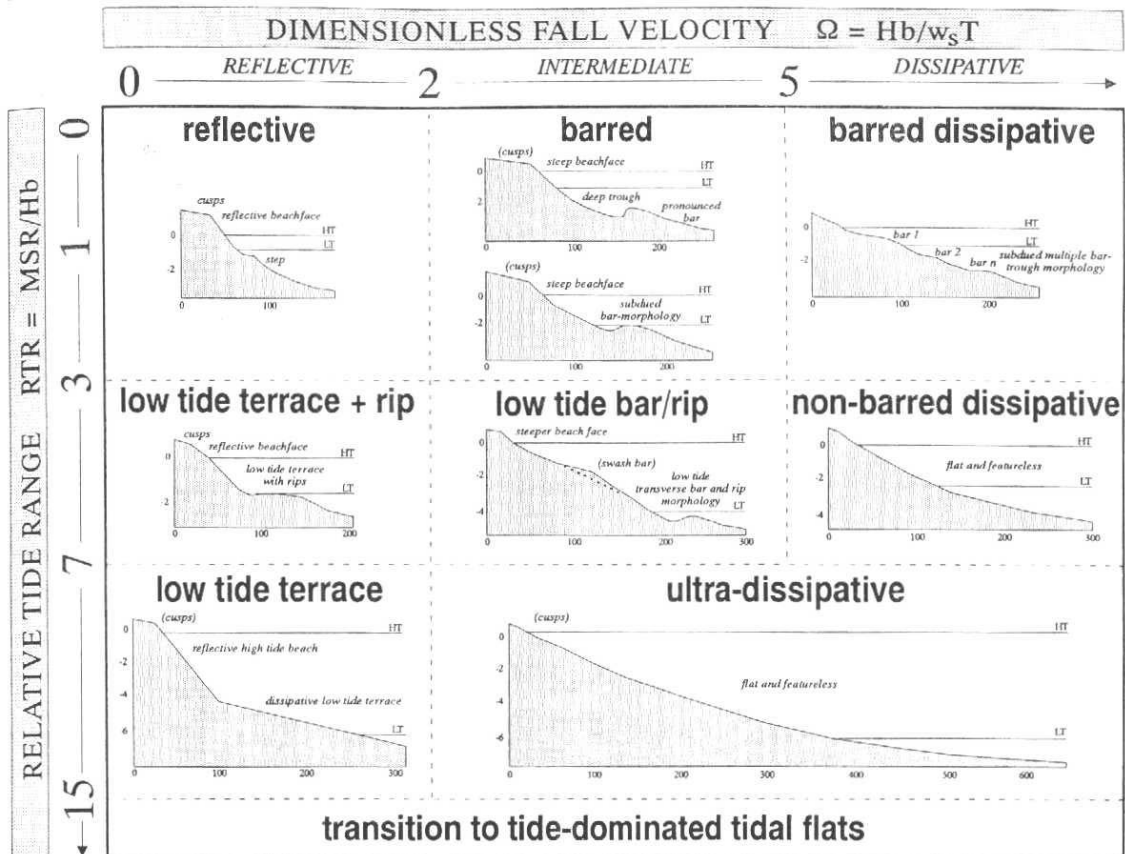 DIMENSIONLESS FALL VELOCITY Ω = Hb/wsT
0 REFLECTIVE 2 INTERMEDIATE 5 DISSIPATIVE
RELATIVE TIDE RANGE RTR = MSR/Hb
0
1
3
7
15
reflective
cusps
reflective beachface
HT
LT
step
0
-2
0 100
barred
(cusps)
steep beachface
HT
LT
deep trough
pronounced
bar
0
2
0 100 200
(cusps)
steep beachface
HT
subdued
bar-morphology
LT
0
-2
0 100 200
barred dissipative
HT
bar 1
LT
bar 2
bar n
subdued multiple bar-
trough morphology
0
-2
0 100 200
low tide terrace + rip
cusps
reflective beachface
HT
low tide terrace
with rips
LT
0
-2
0 100 200
low tide bar/rip
steeper beach face
HT
(swash bar)
low tide
transverse bar and rip
morphology
LT
0
-2
-4
0 100 200 300
non-barred dissipative
HT
flat and featureless
LT
0
-2
-4
0 100 200 300
low tide terrace
(cusps)
HT
reflective high tide beach
dissipative low tide terrace
LT
0
-2
-4
6
0 100 200 300
ultra-dissipative
(cusps)
HT
flat and featureless
LT
0
-2
-4
-6
0 100 200 300 400 500 600
transition to tide-dominated tidal flats